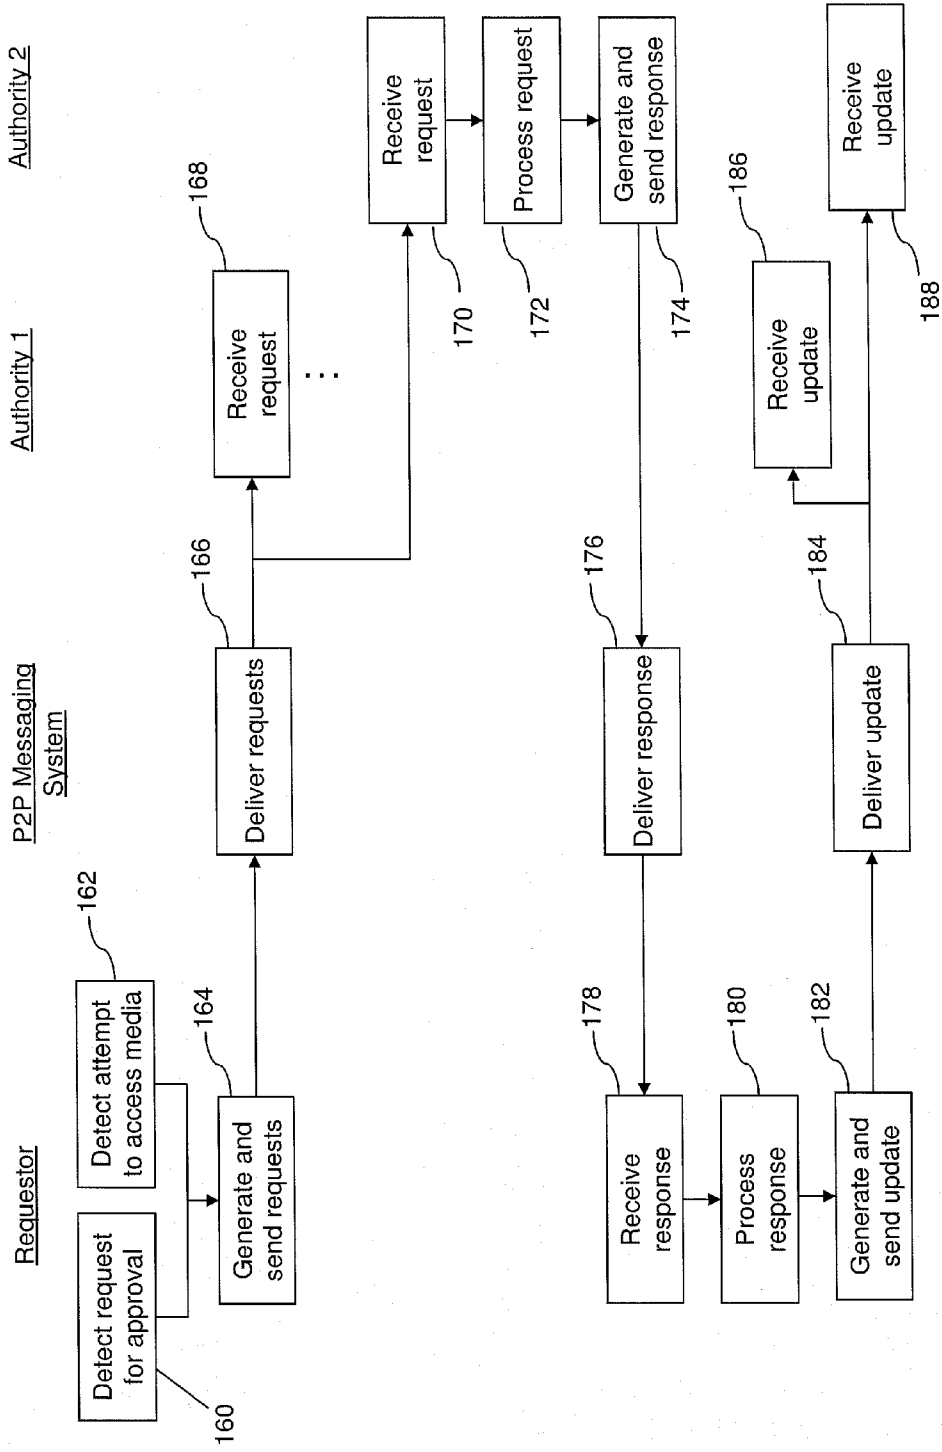 Requestor
P2P Messaging
System
Authority 1
Authority 2
Detect request
for approval
160
Detect attempt
to access media
162
Generate and
send requests
164
Deliver requests
166
Receive
request
168
...
Receive
request
170
Process request
172
Generate and
send response
174
Deliver response
176
Receive
response
178
Process
response
180
Generate and
send update
182
Deliver update
184
Receive
update
186
Receive
update
188